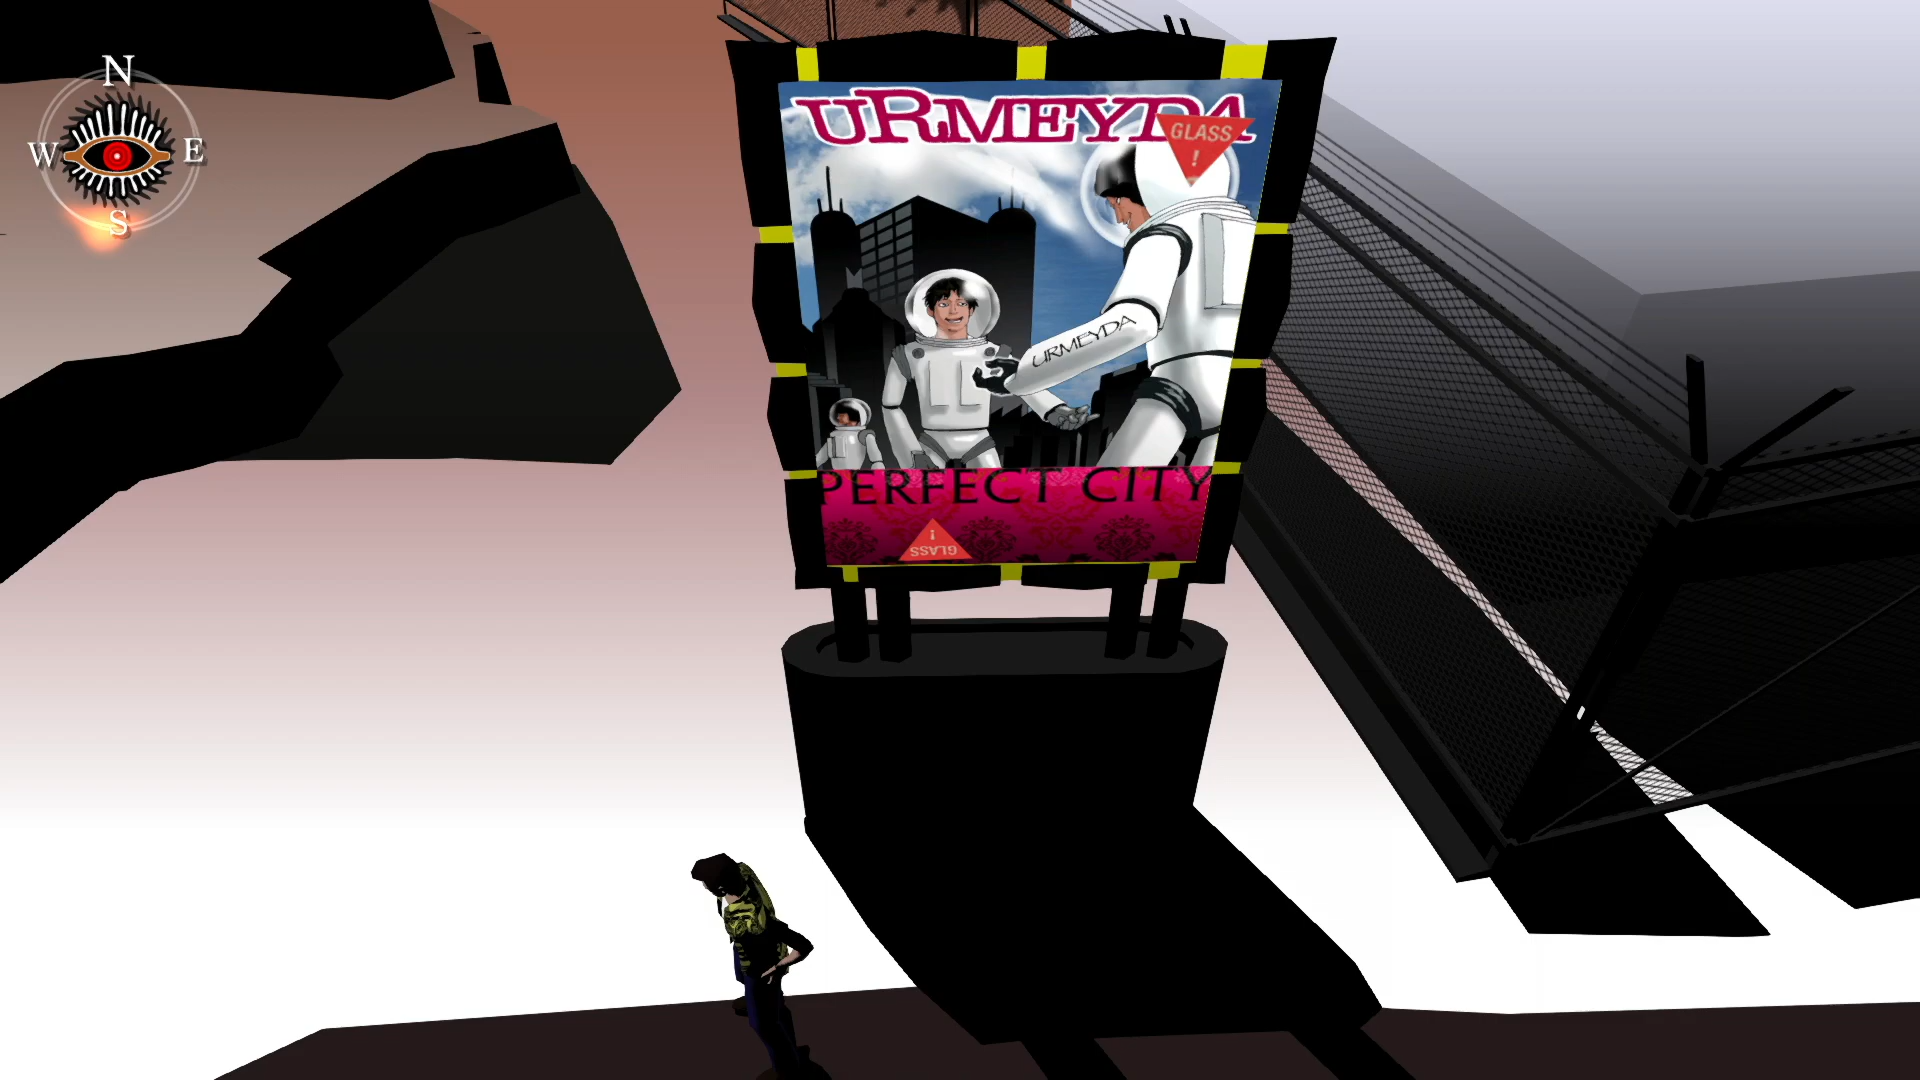 N
W E
S
URMEYDA
GLASS
!
URMEYDA
PERFECT CITY
!
GLASS